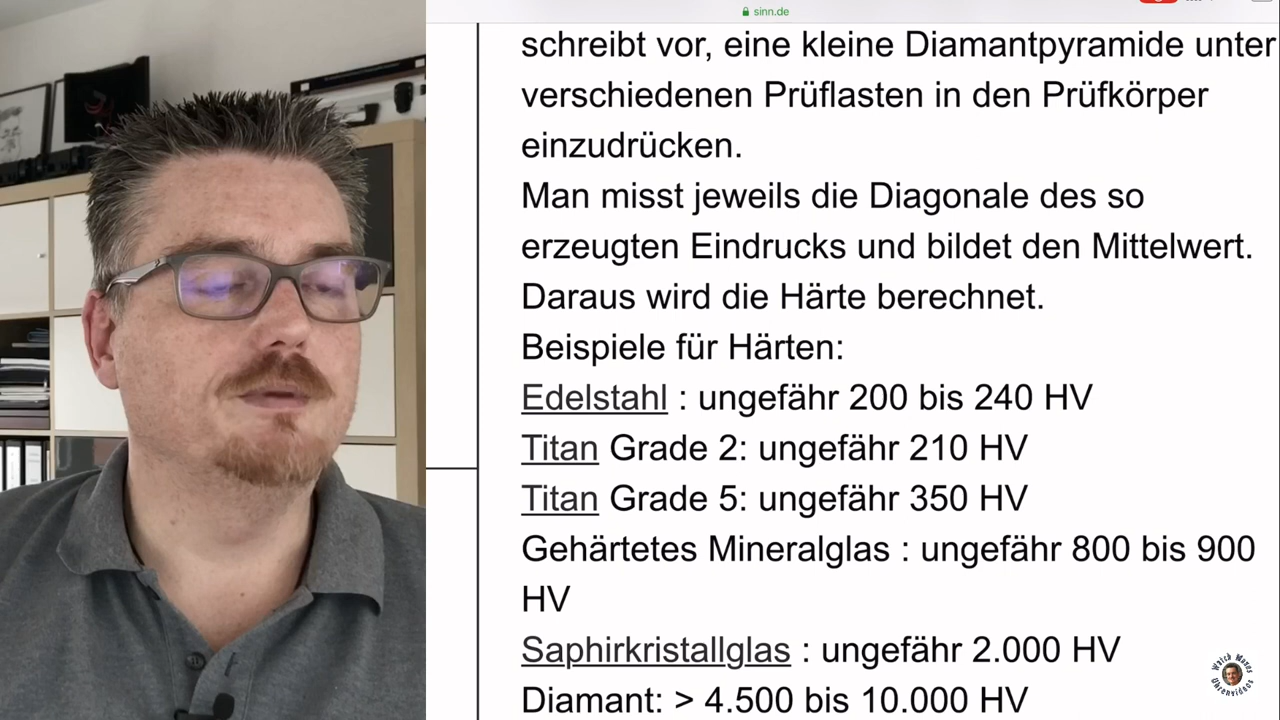 sinn.de
schreibt vor, eine kleine Diamantpyramide unter
verschiedenen Prüflasten in den Prüfkörper
einzudrücken.
Man misst jeweils die Diagonale des so
erzeugten Eindrucks und bildet den Mittelwert.
Daraus wird die Härte berechnet.
Beispiele für Härten:
Edelstahl : ungefähr 200 bis 240 HV
Titan Grade 2: ungefähr 210 HV
Titan Grade 5: ungefähr 350 HV
Gehärtetes Mineralglas : ungefähr 800 bis 900
HV
Saphirkristallglas : ungefähr 2.000 HV
Diamant: > 4.500 bis 10.000 HV
Watch Moves
Uhrenvideos